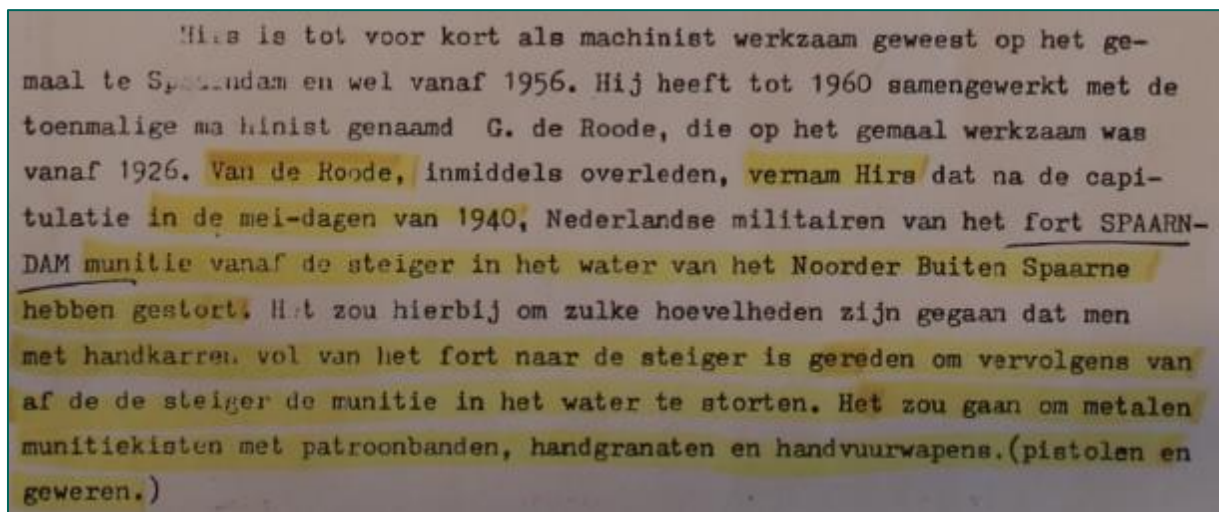 Hirs is tot voor kort als machinist werkzaam geweest op het ge-
maal te Spaarndam en wel vanaf 1956. Hij heeft tot 1960 samengewerkt met de
toenmalige machinist genaamd G. de Roode, die op het gemaal werkzaam was
vanaf 1926. Van de Roode, inmiddels overleden, vernam Hirs dat na de capi-
tulatie in de mei-dagen van 1940, Nederlandse militairen van het fort SPAARN-
DAM munitie vanaf de steiger in het water van het Noorder Buiten Spaarne
hebben gestort. Het zou hierbij om zulke hoevelheden zijn gegaan dat men
met handkarren vol van het fort naar de steiger is gereden om vervolgens van
af de de steiger de munitie in het water te storten. Het zou gaan om metalen
munitiekisten met patroonbanden, handgranaten en handvuurwapens.(pistolen en
geweren.)